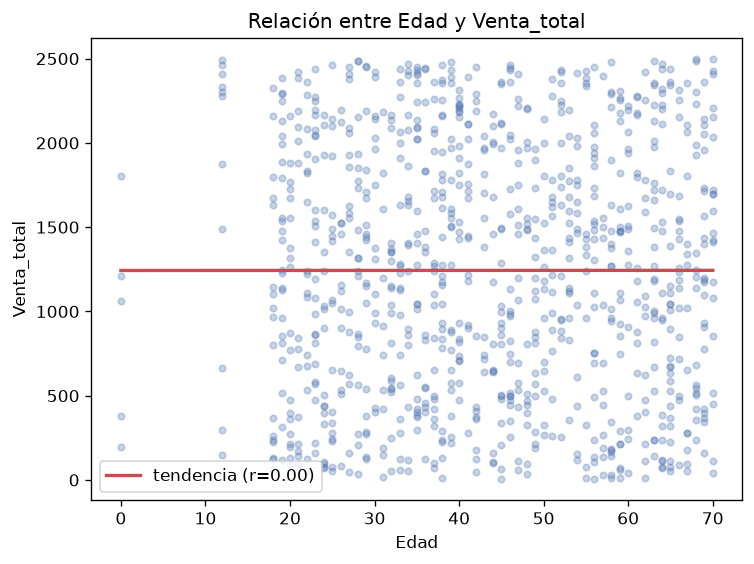 Relación entre Edad y Venta_total
Venta_total
2500
2000
1500
1000
500
0
tendencia (r=0.00)
0 10 20 30 40 50 60 70
Edad